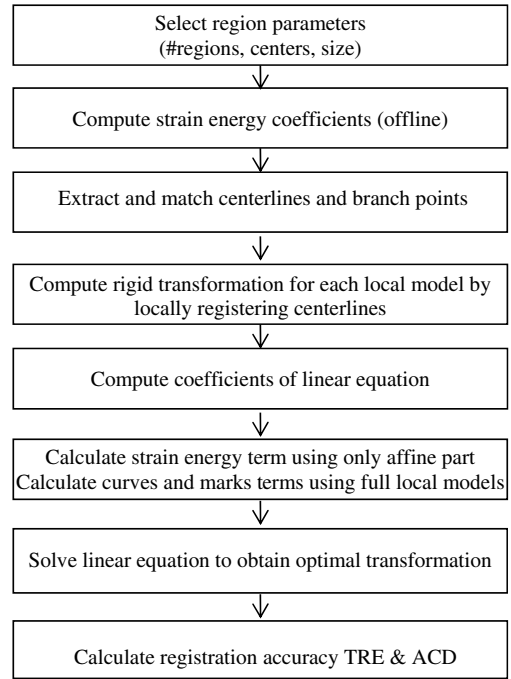 Select region parameters
(#regions, centers, size)
Compute strain energy coefficients (offline)
Extract and match centerlines and branch points
Compute rigid transformation for each local model by
locally registering centerlines
Compute coefficients of linear equation
Calculate strain energy term using only affine part
Calculate curves and marks terms using full local models
Solve linear equation to obtain optimal transformation
Calculate registration accuracy TRE & ACD